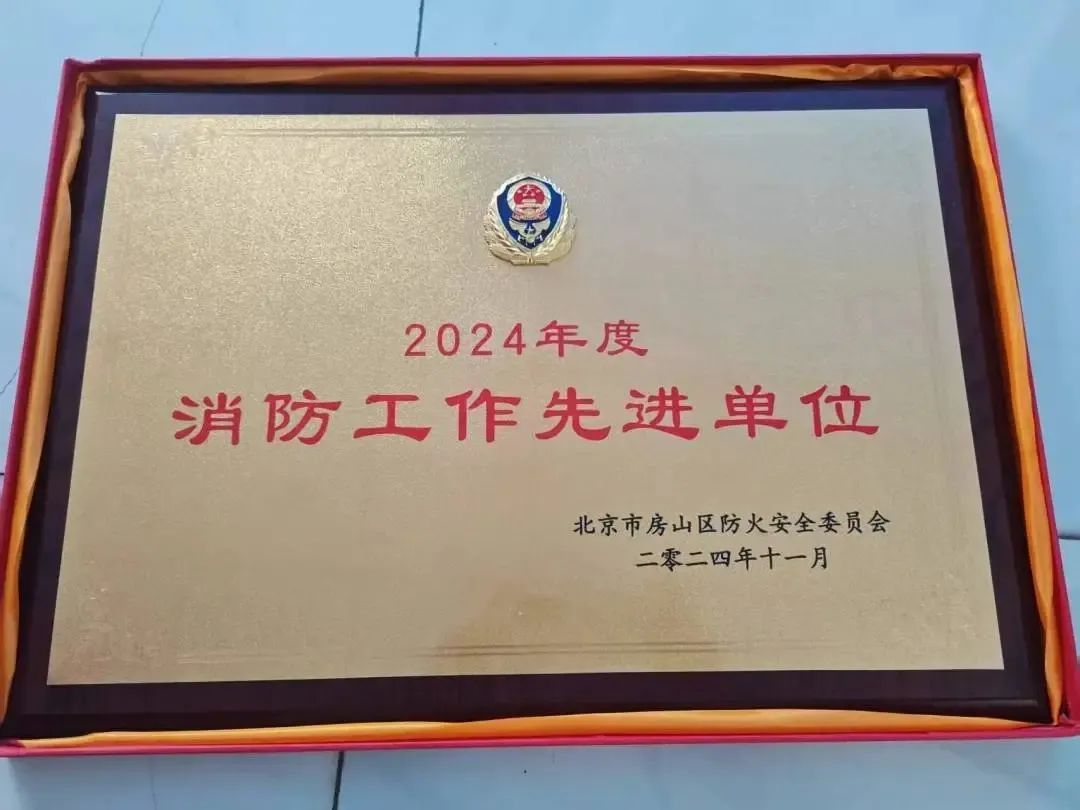 2024年度
消防工作先进单位
北京市房山区防火安全委员会
二零二四年十一月